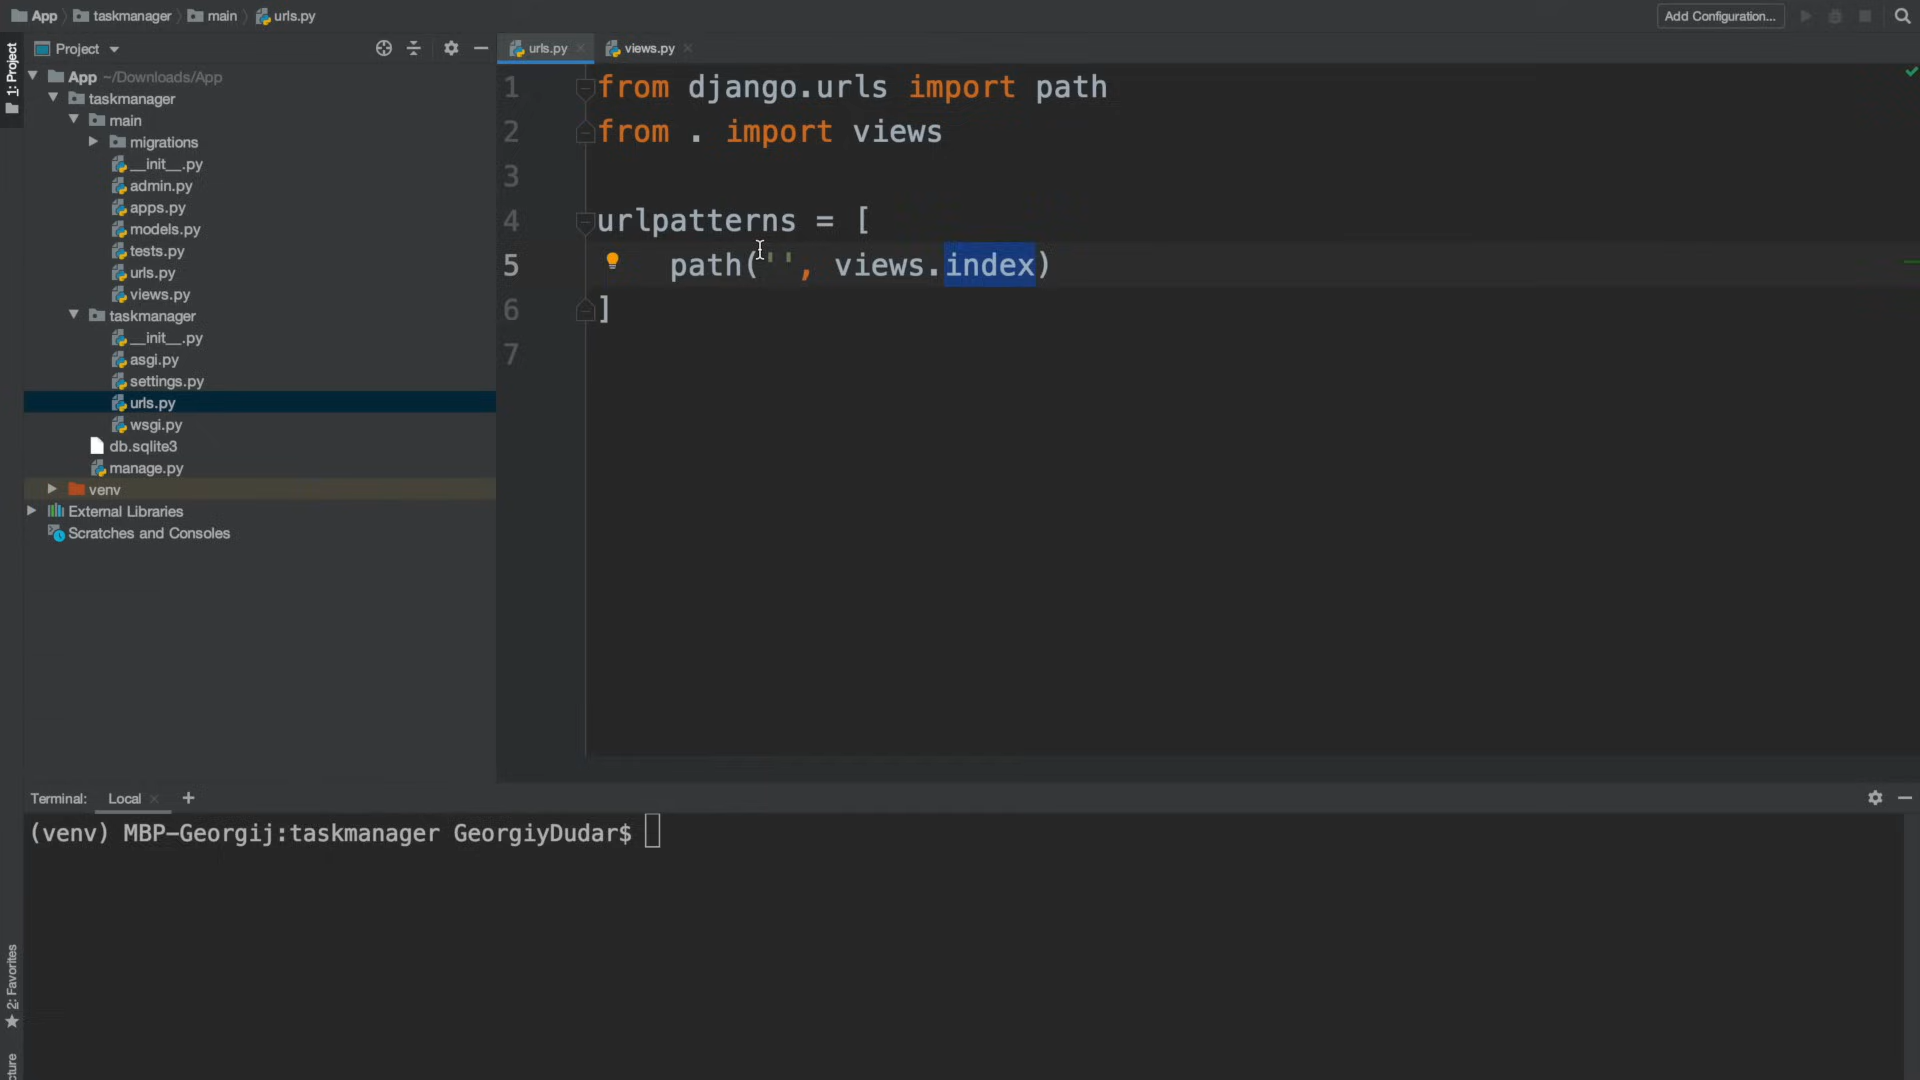 App taskmanager main urls.py
Add Configuration...
1: Project
Project
urls.py views.py
App ~/Downloads/App
taskmanager
main
migrations
__init__.py
admin.py
apps.py
models.py
tests.py
urls.py
views.py
taskmanager
__init__.py
asgi.py
settings.py
urls.py
wsgi.py
db.sqlite3
manage.py
venv
External Libraries
Scratches and Consoles
1 from django.urls import path
2 from . import views
3
4 urlpatterns = [
5 path('', views.index)
6 ]
7
Terminal: Local +
(venv) MBP-Georgij:taskmanager GeorgiyDudar$
2: Favorites
cture